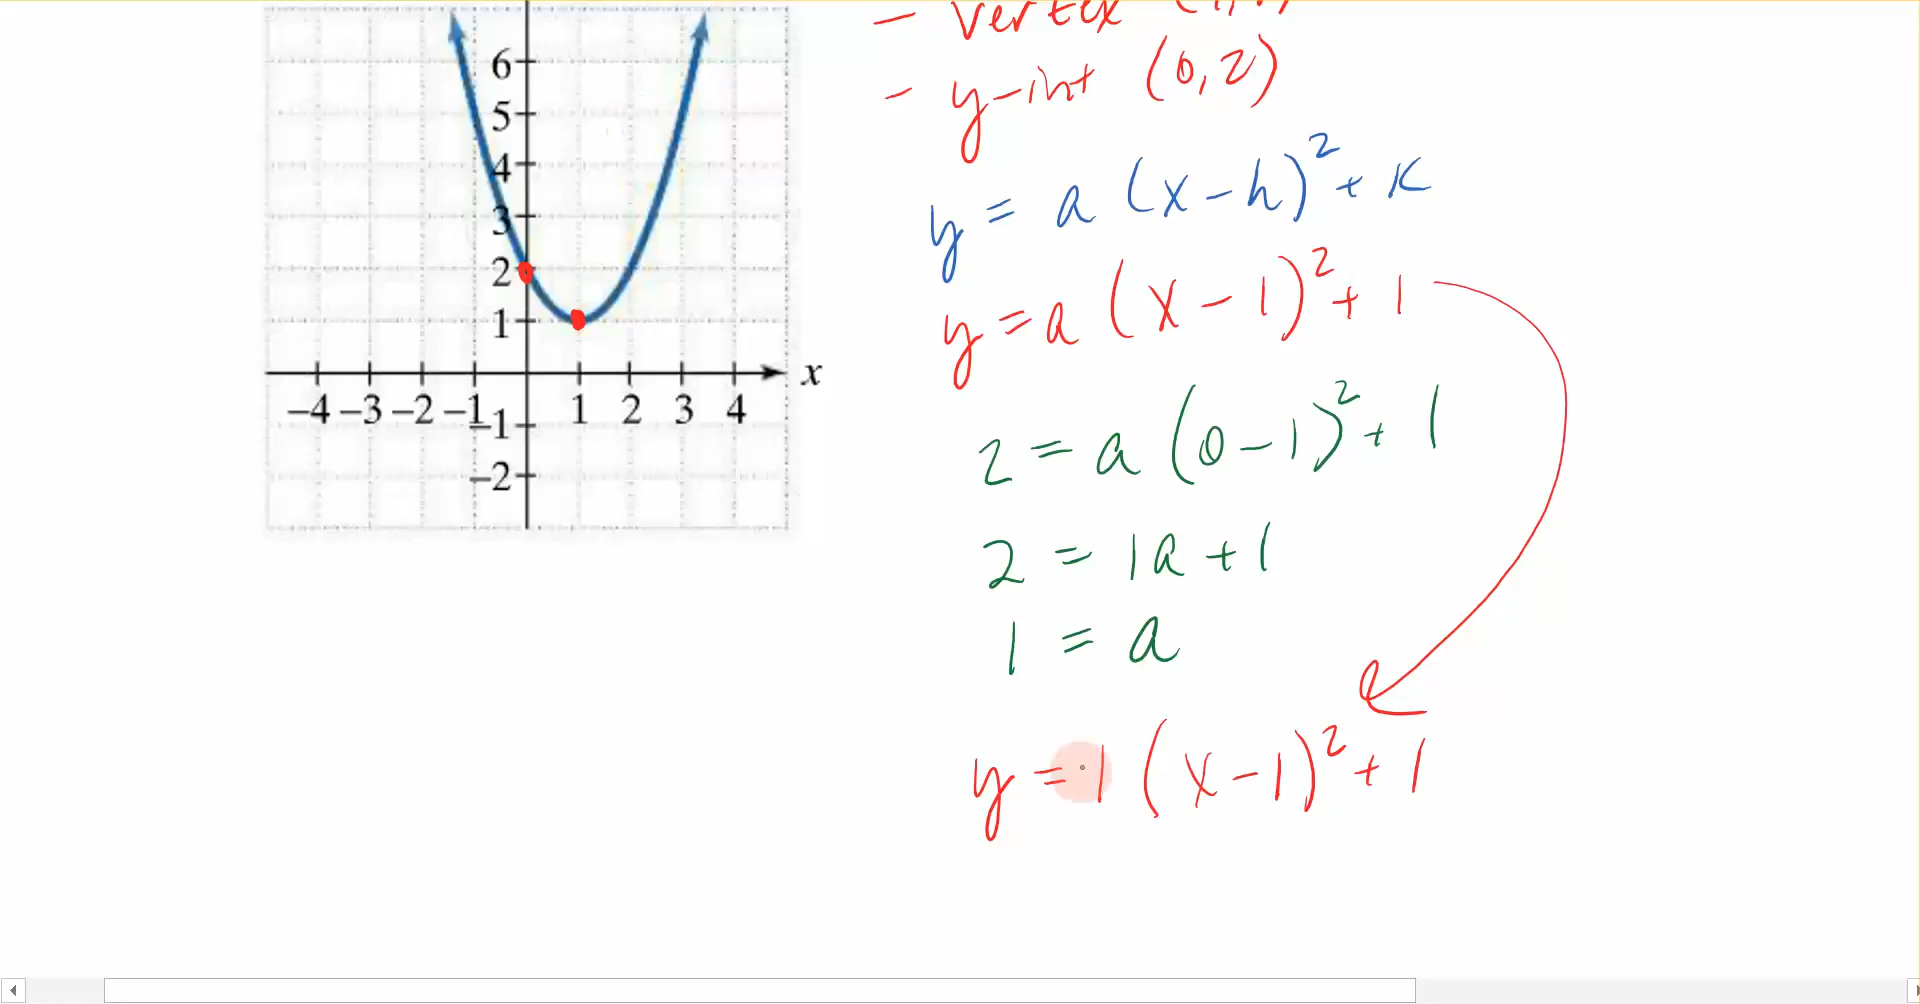 6
5
4
3
2
1
x
–4 –3 –2 –1 1 2 3 4
–1
–2
– vertex
– y-int (0,2)
y = a (x-h)² + k
y = a (x-1)² + 1
2 = a (0-1)² + 1
2 = 1a + 1
1 = a
y = 1 (x-1)² + 1